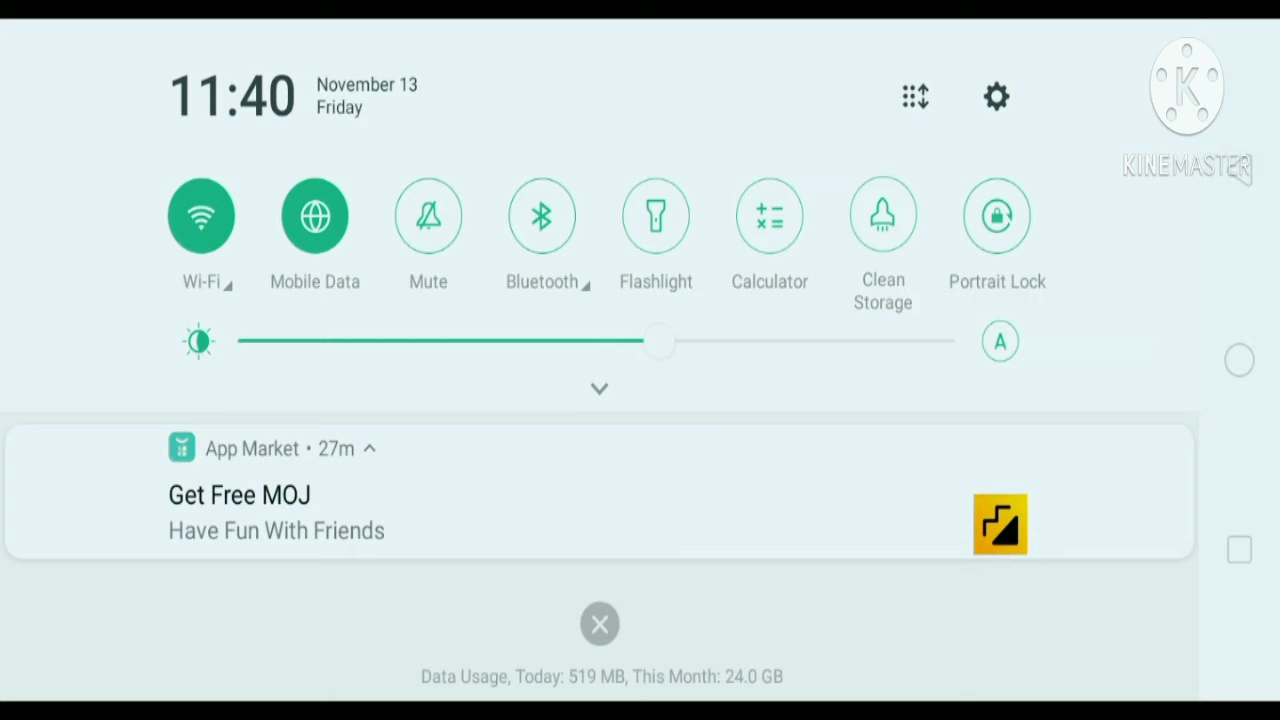 11:40
November 13
Friday
K
KINEMASTER
Wi-Fi
Mobile Data
Mute
Bluetooth
Flashlight
Calculator
Clean
Storage
Portrait Lock
A
App Market • 27m
Get Free MOJ
Have Fun With Friends
Data Usage, Today: 519 MB, This Month: 24.0 GB